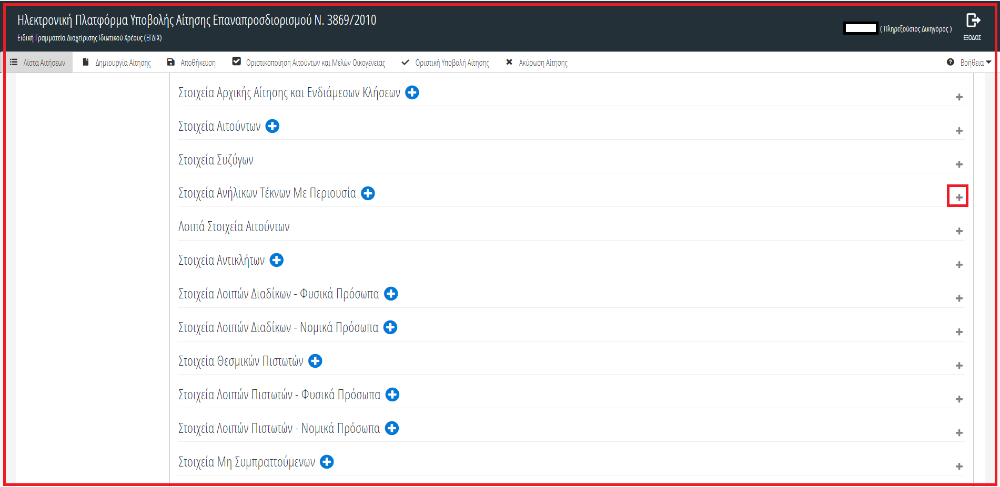 Ηλεκτρονική Πλατφόρμα Υποβολής Αίτησης Επαναπροσδιορισμού Ν. 3869/2010
Ειδική Γραμματεία Διαχείρισης Ιδιωτικού Χρέους (ΕΓΔΙΧ)
( Πληρεξούσιος Δικηγόρος )
ΕΞΟΔΟΣ
Λίστα Αιτήσεων Δημιουργία Αίτησης Αποθήκευση Οριστικοποίηση Αιτούντων και Μελών Οικογένειας Οριστική Υποβολή Αίτησης Ακύρωση Αίτησης Βοήθεια
Στοιχεία Αρχικής Αίτησης και Ενδιάμεσων Κλήσεων
Στοιχεία Αιτούντων
Στοιχεία Συζύγων
Στοιχεία Ανήλικων Τέκνων Με Περιουσία
Λοιπά Στοιχεία Αιτούντων
Στοιχεία Αντικλήτων
Στοιχεία Λοιπών Διαδίκων - Φυσικά Πρόσωπα
Στοιχεία Λοιπών Διαδίκων - Νομικά Πρόσωπα
Στοιχεία Θεσμικών Πιστωτών
Στοιχεία Λοιπών Πιστωτών - Φυσικά Πρόσωπα
Στοιχεία Λοιπών Πιστωτών - Νομικά Πρόσωπα
Στοιχεία Μη Συμπραττούμενων